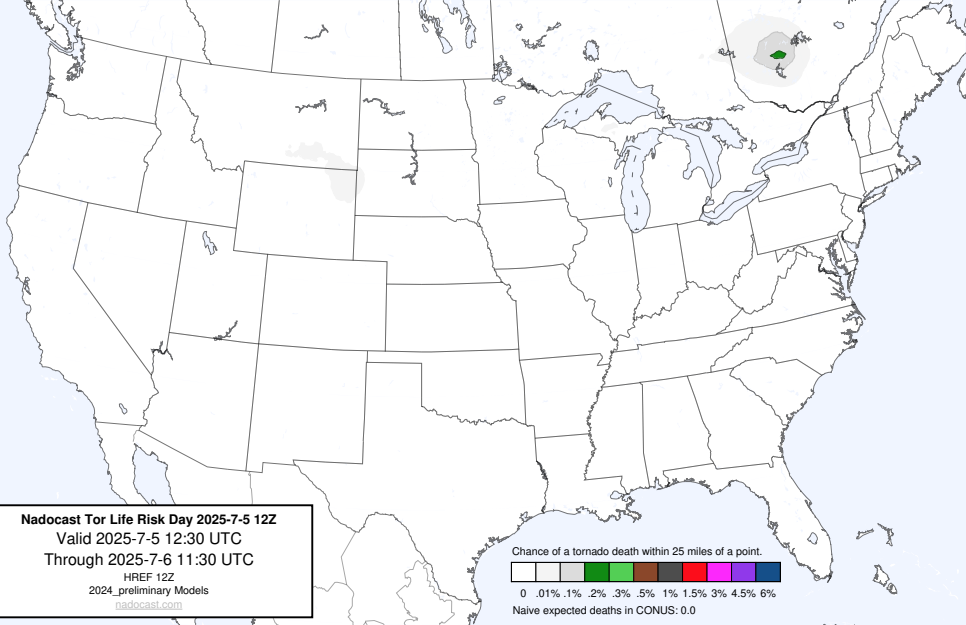 Nadocast Tor Life Risk Day 2025-7-5 12Z
Valid 2025-7-5 12:30 UTC
Through 2025-7-6 11:30 UTC
HREF 12Z
2024_preliminary Models
nadocast.com
Chance of a tornado death within 25 miles of a point.
0 .01% .1% .2% .3% .5% 1% 1.5% 3% 4.5% 6%
Naive expected deaths in CONUS: 0.0